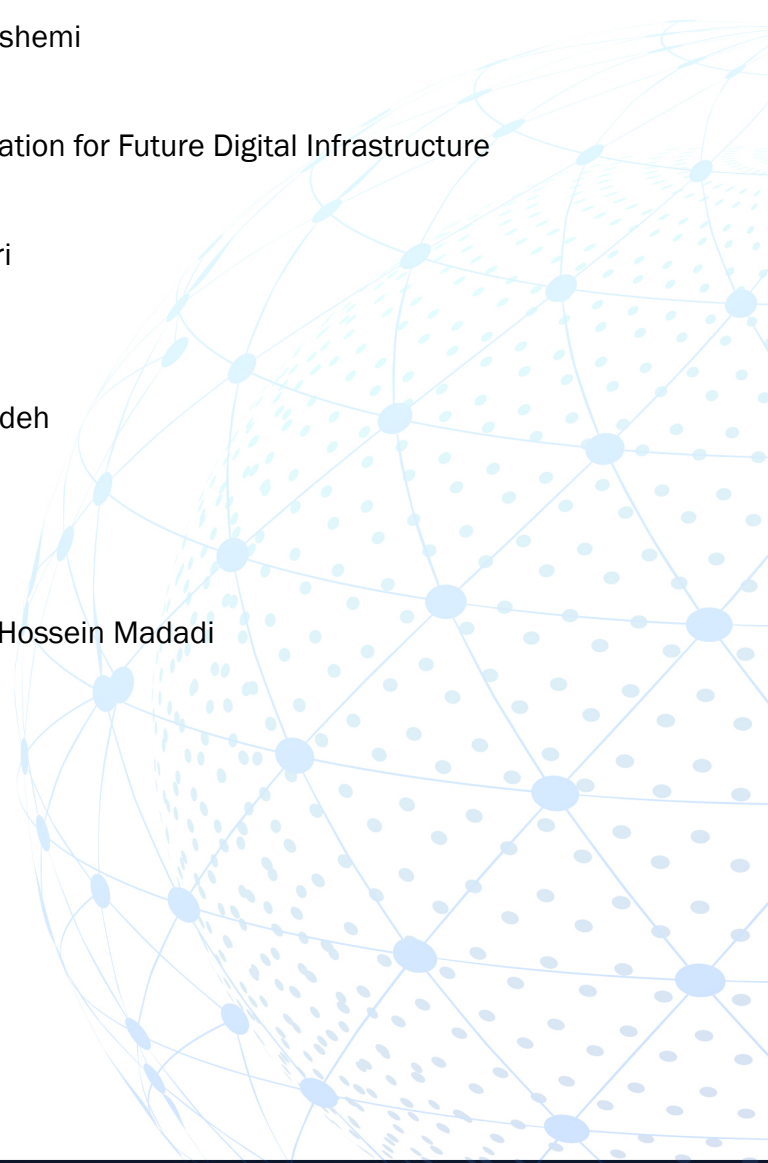 shemi
ation for Future Digital Infrastructure
ri
deh
Hossein Madadi